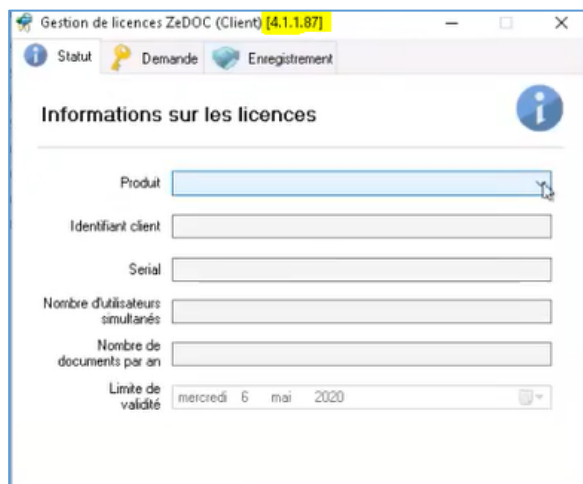 Gestion de licences ZeDOC (Client) [4.1.1.87]
Statut Demande Enregistrement
Informations sur les licences
Produit
Identifiant client
Serial
Nombre d'utilisateurs
simultanés
Nombre de
documents par an
Limite de
validité
mercredi 6 mai 2020